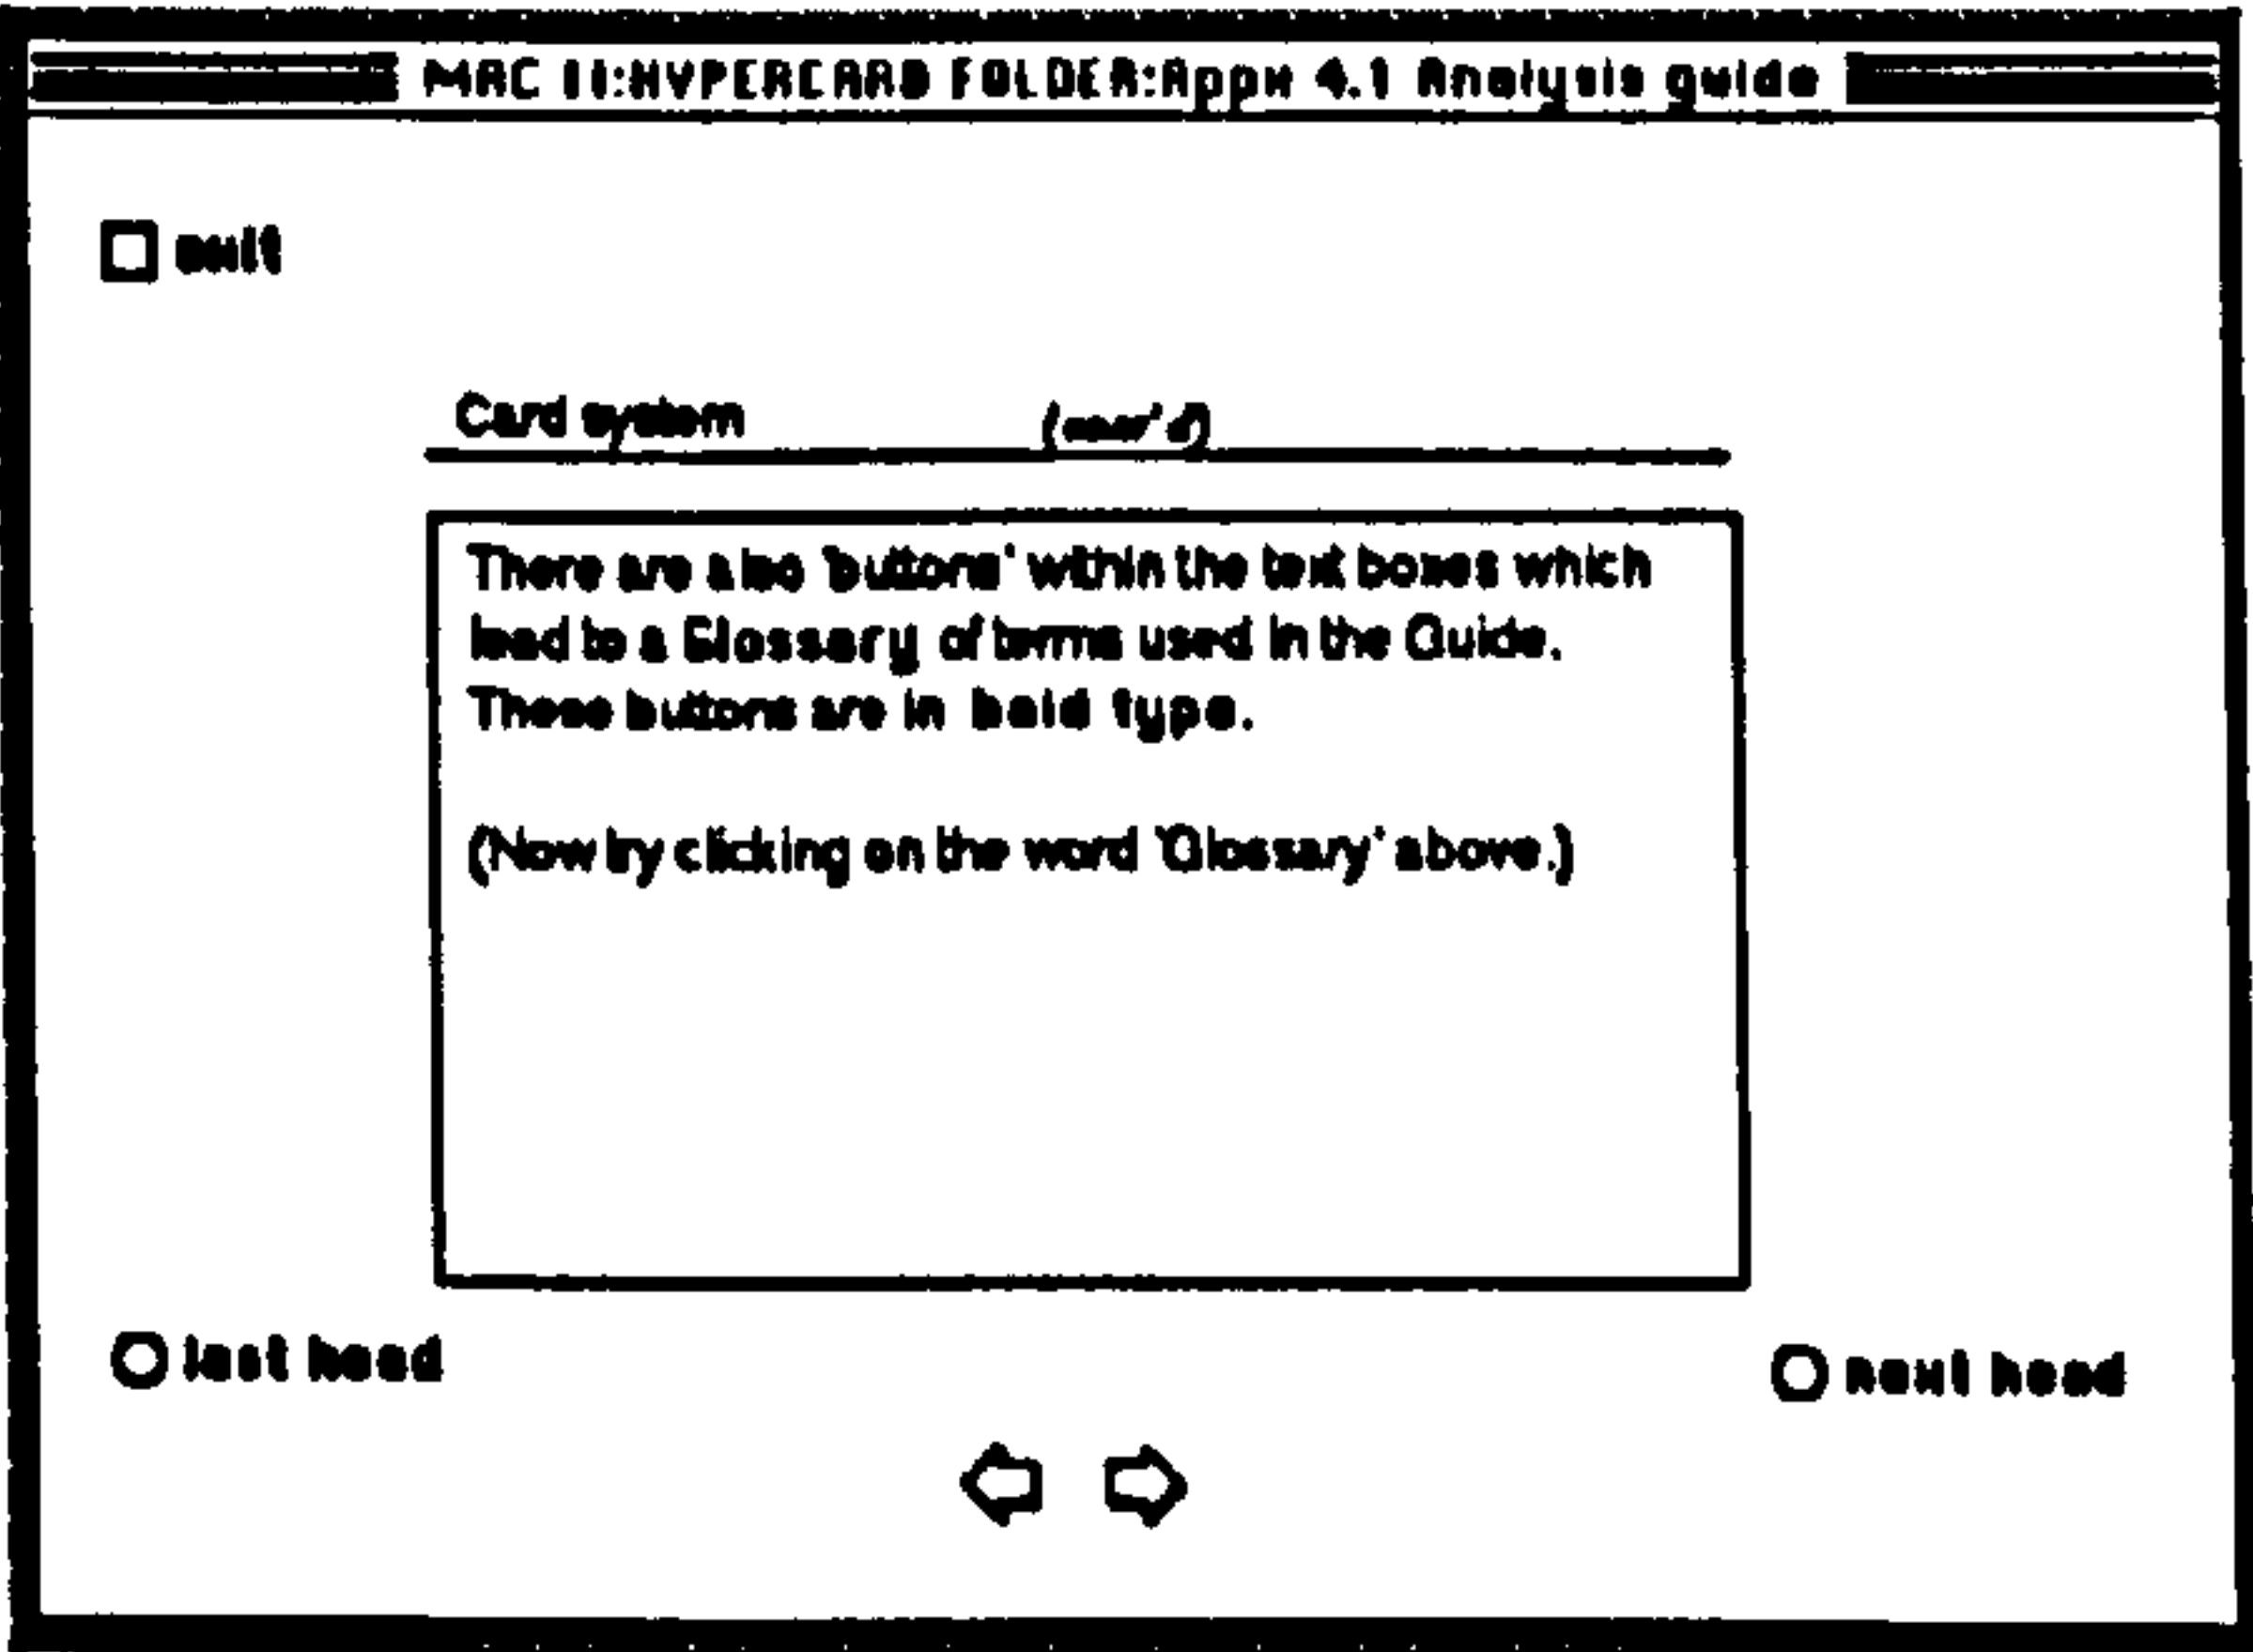 MAC II:HYPERCARD FOLDER:Appn 4.1 Analysis guide
exit
Card system (cont'd)
There are also 'buttons' within the text boxes which
lead to a Glossary of terms used in the Guide.
These buttons are in bold type.
(Now try clicking on the word 'Glossary' above.)
last head
next head